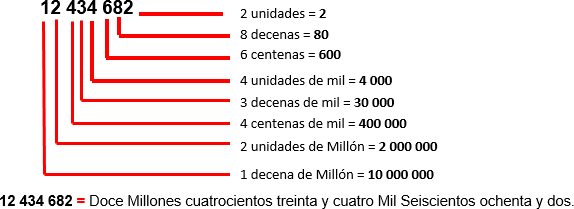 12 434 682
2 unidades = 2
8 decenas = 80
6 centenas = 600
4 unidades de mil = 4 000
3 decenas de mil = 30 000
4 centenas de mil = 400 000
2 unidades de Millón = 2 000 000
1 decena de Millón = 10 000 000
12 434 682 = Doce Millones cuatrocientos treinta y cuatro Mil Seiscientos ochenta y dos.